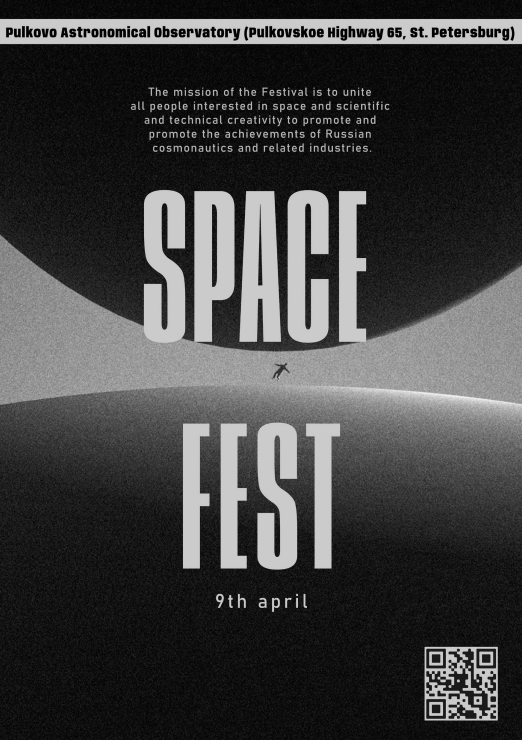 Pulkovo Astronomical Observatory (Pulkovskoe Highway 65, St. Petersburg)
The mission of the Festival is to unite
all people interested in space and scientific
and technical creativity to promote and
promote the achievements of Russian
cosmonautics and related industries.
SPACE
FEST
9th april